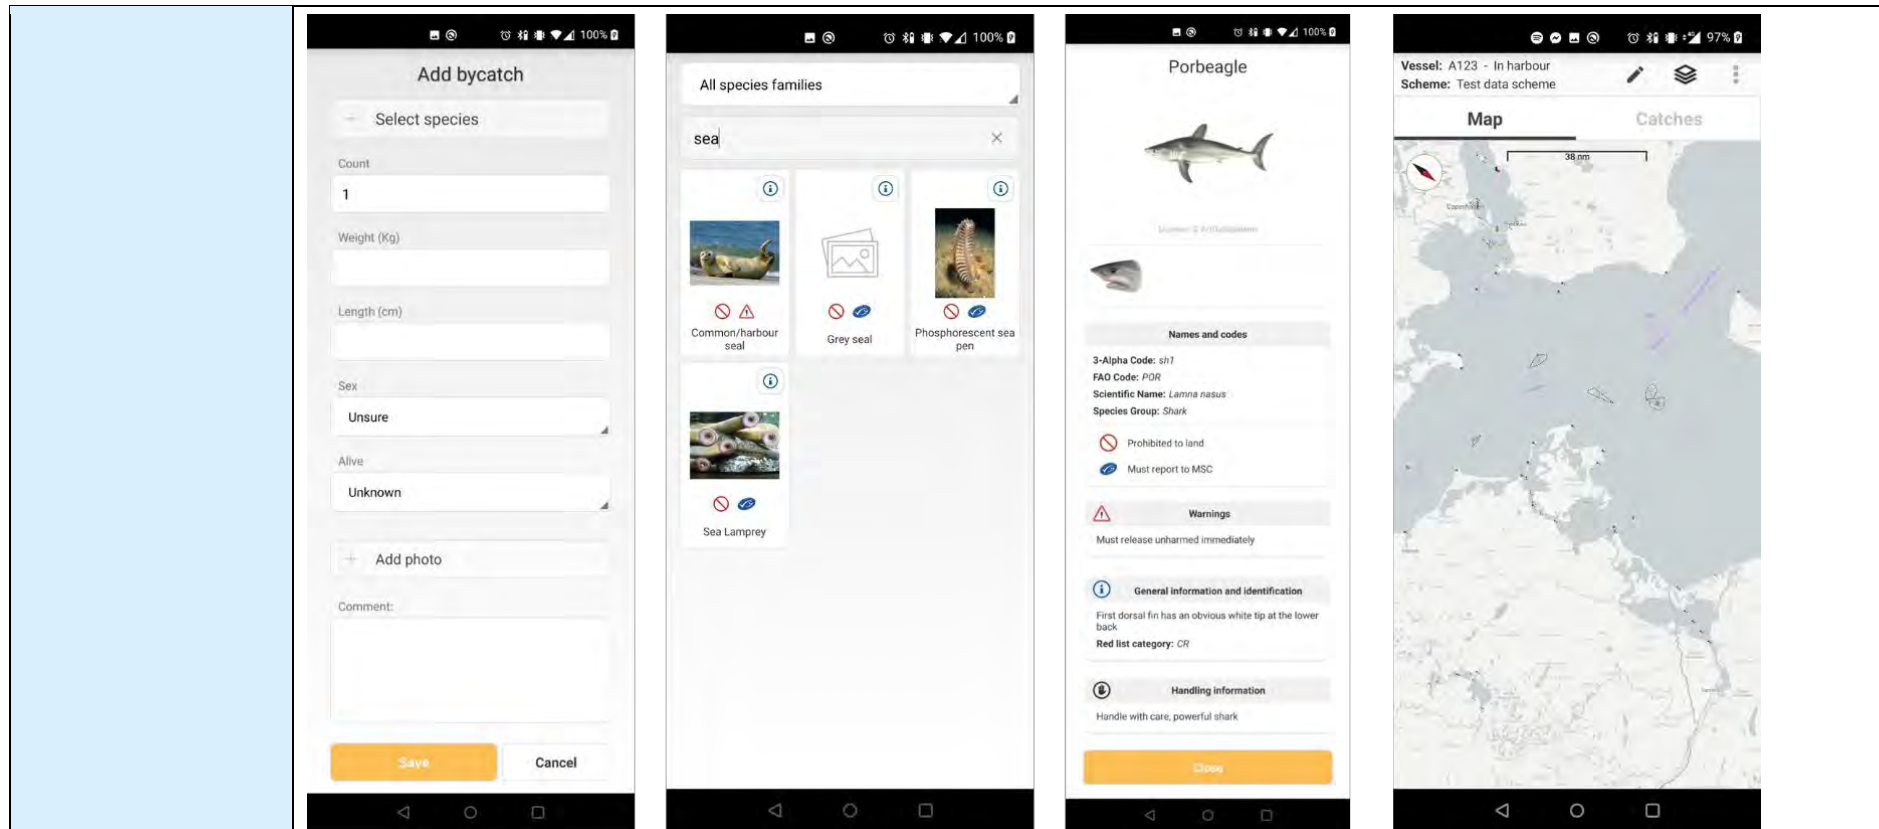 100%
Add bycatch
Select species
Count
1
Weight (Kg)
Length (cm)
Sex
Unsure
Alive
Unknown
Add photo
Comment:
Save
Cancel
100%
All species families
sea
Common/harbour
seal
Grey seal
Phosphorescent sea
pen
Sea Lamprey
100%
Porbeagle
Names and codes
3-Alpha Code: sh1
FAO Code: POR
Scientific Name: Lamna nasus
Species Group: Shark
Prohibited to land
Must report to MSC
Warnings
Must release unharmed immediately
General information and identification
First dorsal fin has an obvious white tip at the lower
back
Red list category: CR
Handling information
Handle with care, powerful shark
Close
97%
Vessel: A123 - In harbour
Scheme: Test data scheme
Map
Catches
38 nm